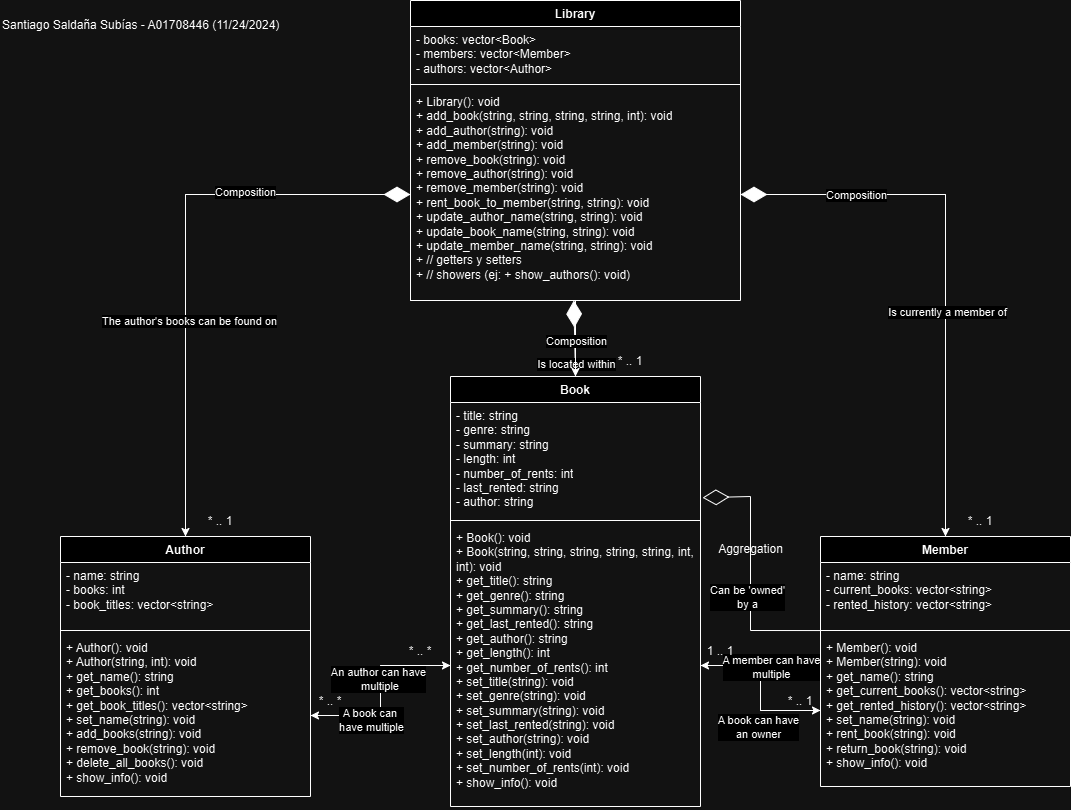 Santiago Saldaña Subías - A01708446 (11/24/2024)
Library
- books: vector<Book>
- members: vector<Member>
- authors: vector<Author>
+ Library(): void
+ add_book(string, string, string, string, int): void
+ add_author(string): void
+ add_member(string): void
+ remove_book(string): void
+ remove_author(string): void
+ remove_member(string): void
+ rent_book_to_member(string, string): void
+ update_author_name(string, string): void
+ update_book_name(string, string): void
+ update_member_name(string, string): void
+ // getters y setters
+ // showers (ej: + show_authors(): void)
Composition
Composition
The author's books can be found on
Is currently a member of
Composition
Is located within
* .. 1
* .. 1
* .. 1
Author
- name: string
- books: int
- book_titles: vector<string>
+ Author(): void
+ Author(string, int): void
+ get_name(): string
+ get_books(): int
+ get_book_titles(): vector<string>
+ set_name(string): void
+ add_books(string): void
+ remove_book(string): void
+ delete_all_books(): void
+ show_info(): void
* .. *
An author can have
multiple
* .. *
A book can
have multiple
Book
- title: string
- genre: string
- summary: string
- length: int
- number_of_rents: int
- last_rented: string
- author: string
+ Book(): void
+ Book(string, string, string, string, string, int,
int): void
+ get_title(): string
+ get_genre(): string
+ get_summary(): string
+ get_last_rented(): string
+ get_author(): string
+ get_length(): int
+ get_number_of_rents(): int
+ set_title(string): void
+ set_genre(string): void
+ set_summary(string): void
+ set_last_rented(string): void
+ set_author(string): void
+ set_length(int): void
+ set_number_of_rents(int): void
+ show_info(): void
Aggregation
Can be 'owned'
by a
1 .. 1
A member can have
multiple
* .. 1
A book can have
an owner
Member
- name: string
- current_books: vector<string>
- rented_history: vector<string>
+ Member(): void
+ Member(string): void
+ get_name(): string
+ get_current_books(): vector<string>
+ get_rented_history(): vector<string>
+ set_name(string): void
+ rent_book(string): void
+ return_book(string): void
+ show_info(): void